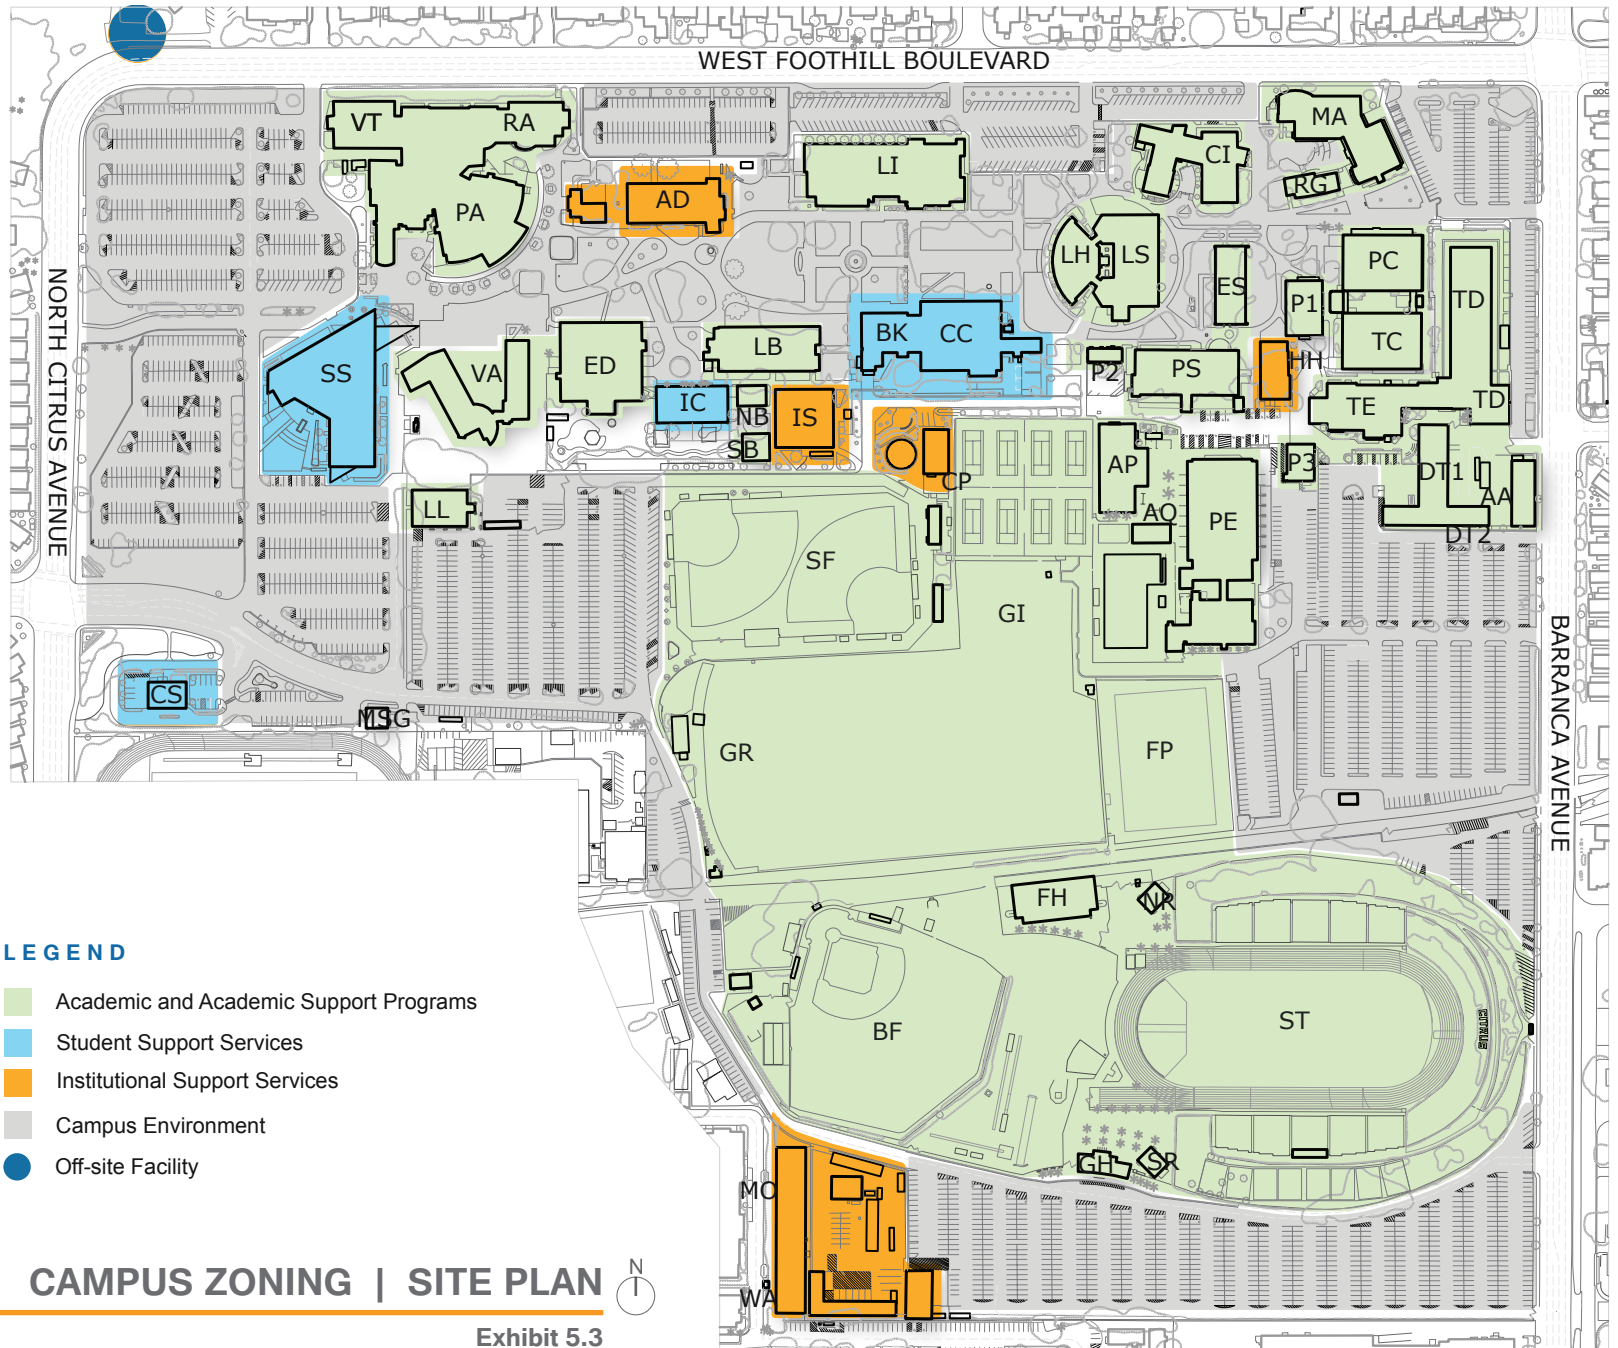 WEST FOOTHILL BOULEVARD
VT
RA
MA
LI
CI
RG
AD
PA
LH
LS
PC
ES
TD
P1
NORTH CITRUS AVENUE
BK
CC
TC
LB
SS
VA
ED
P2
PS
HH
IC
NB
IS
TE
TD
SB
AP
P3
DT1
CP
AA
LL
AQ
PE
DT2
SF
GI
BARRANCA AVENUE
CS
MSG
GR
FP
FH
NR
LEGEND
Academic and Academic Support Programs
ST
CITRUS
BF
Student Support Services
Institutional Support Services
Campus Environment
Off-site Facility
GH
SR
MO
WA
CAMPUS ZONING | SITE PLAN
N
Exhibit 5.3